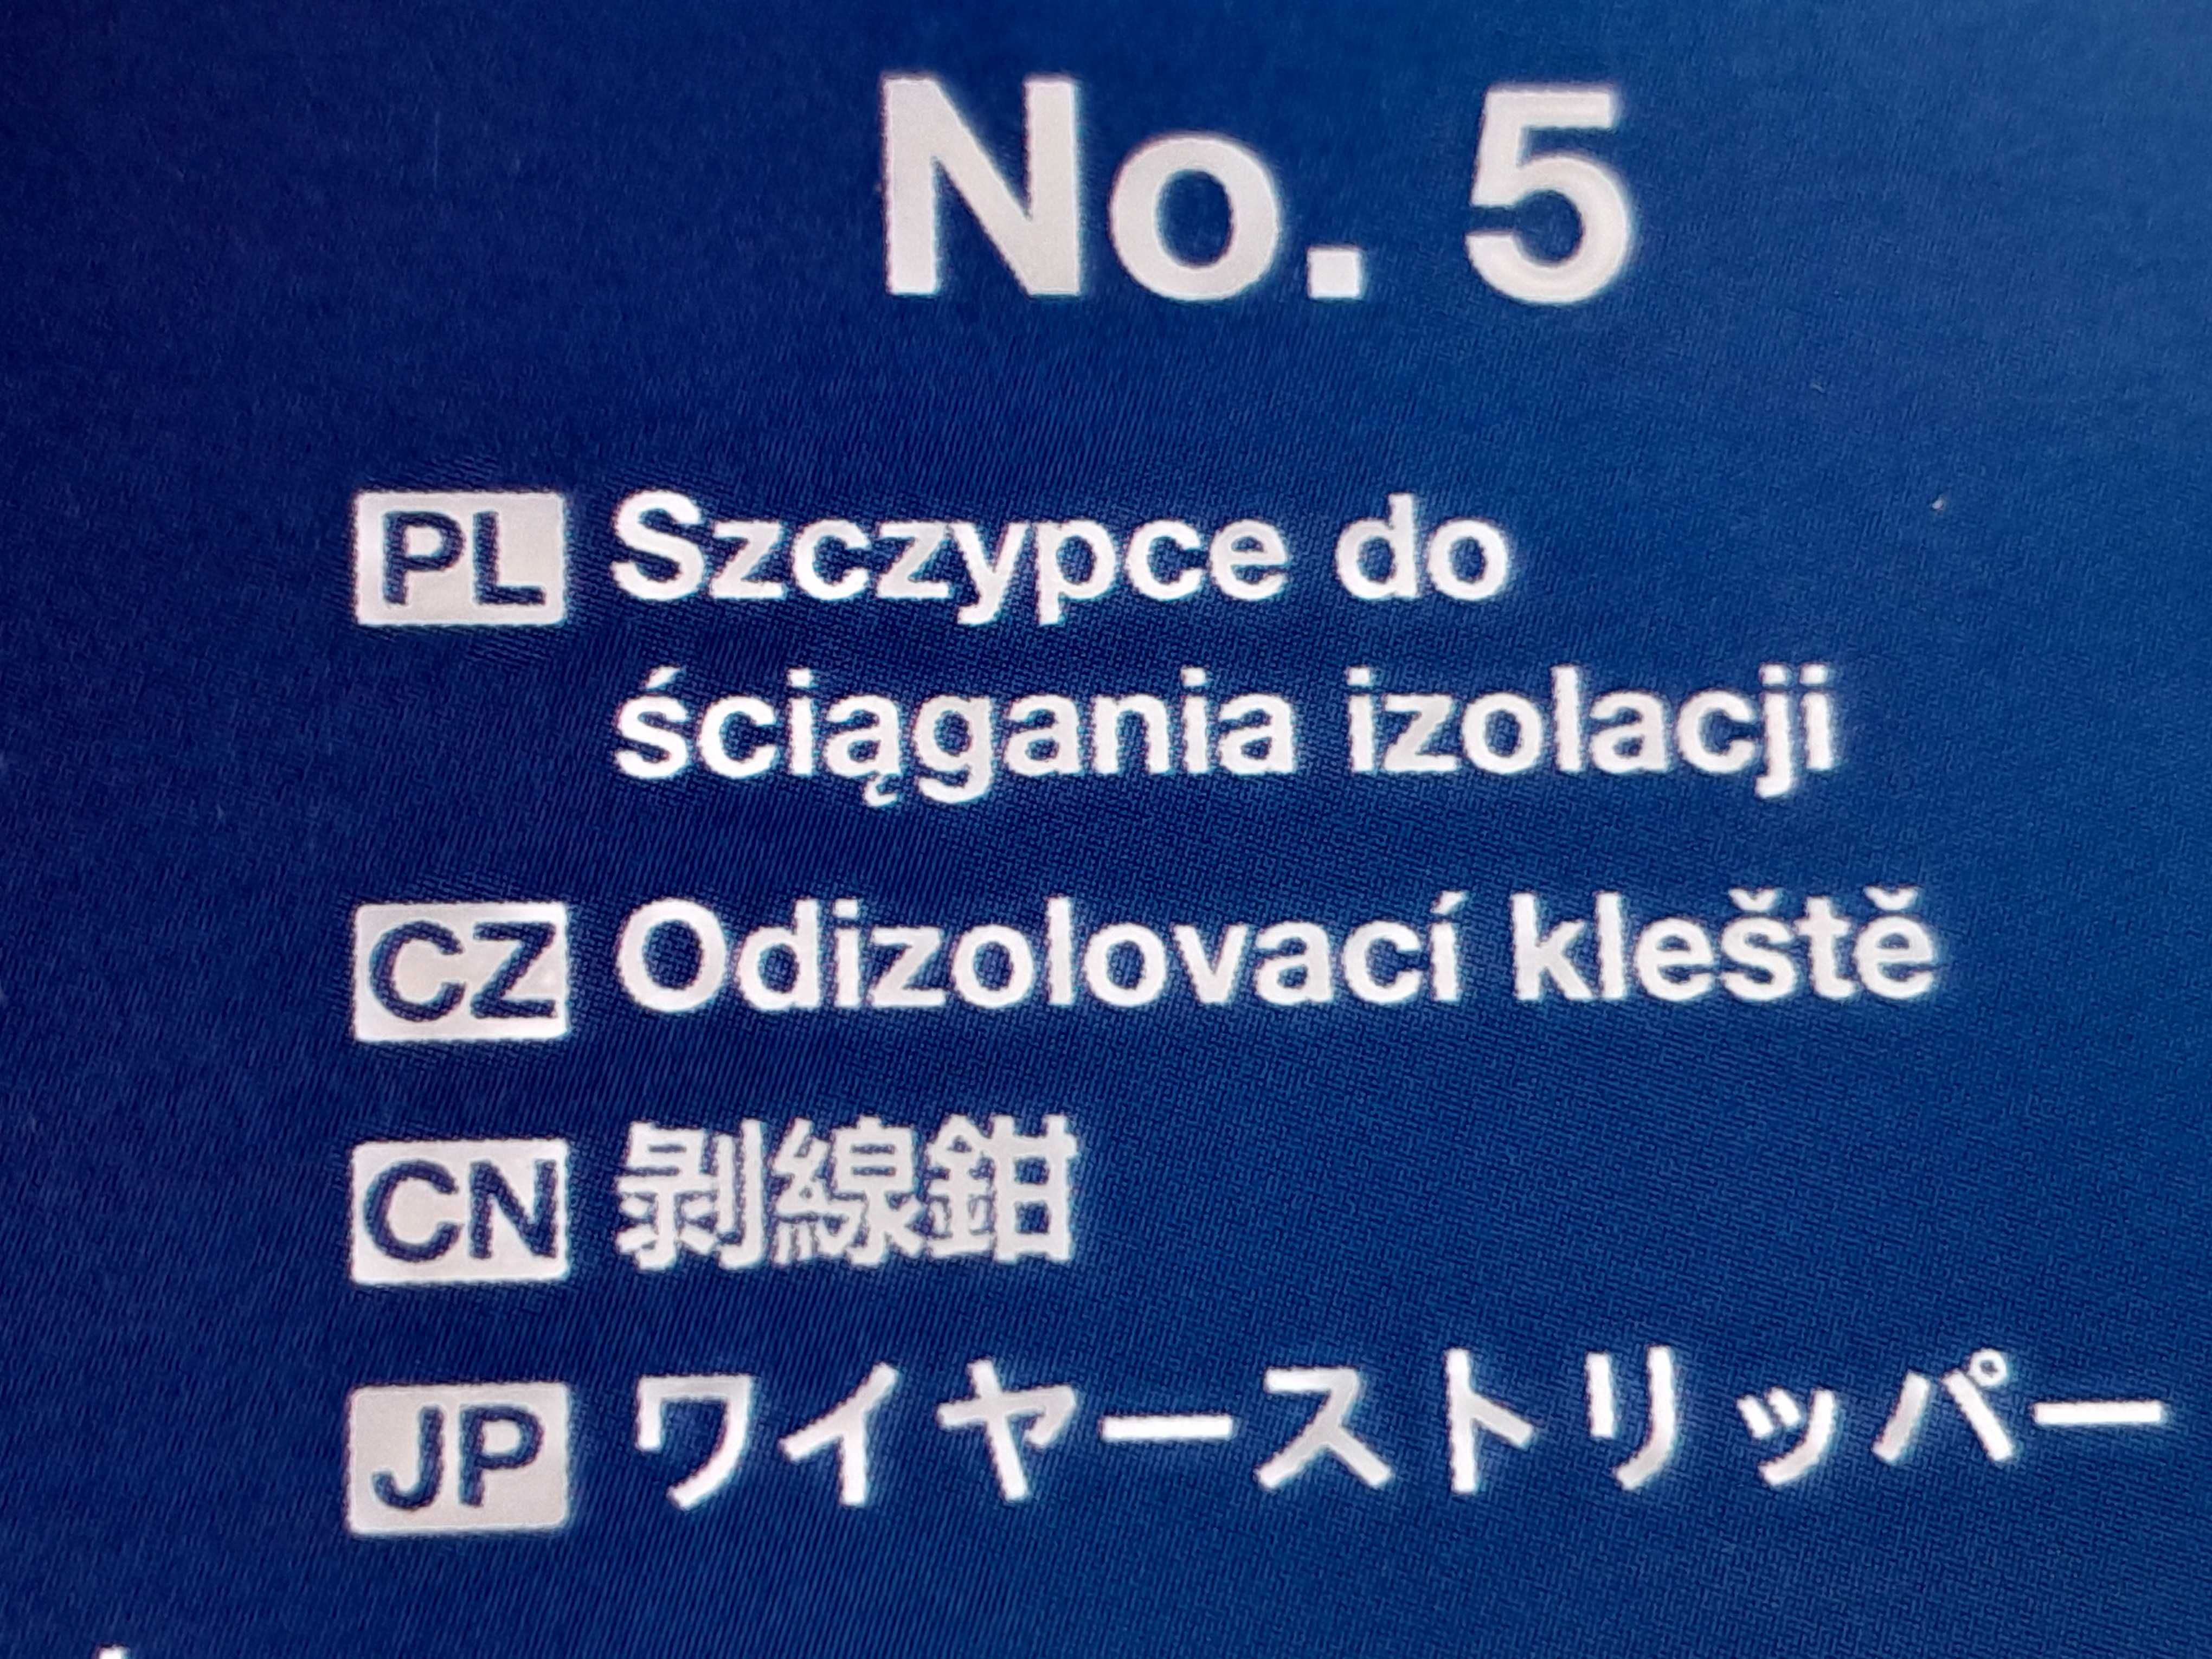 No. 5
PL Szczypce do
ściągania izolacji
CZ Odizolovací kleště
CN 剝線鉗
JP ワイヤーストリッパー